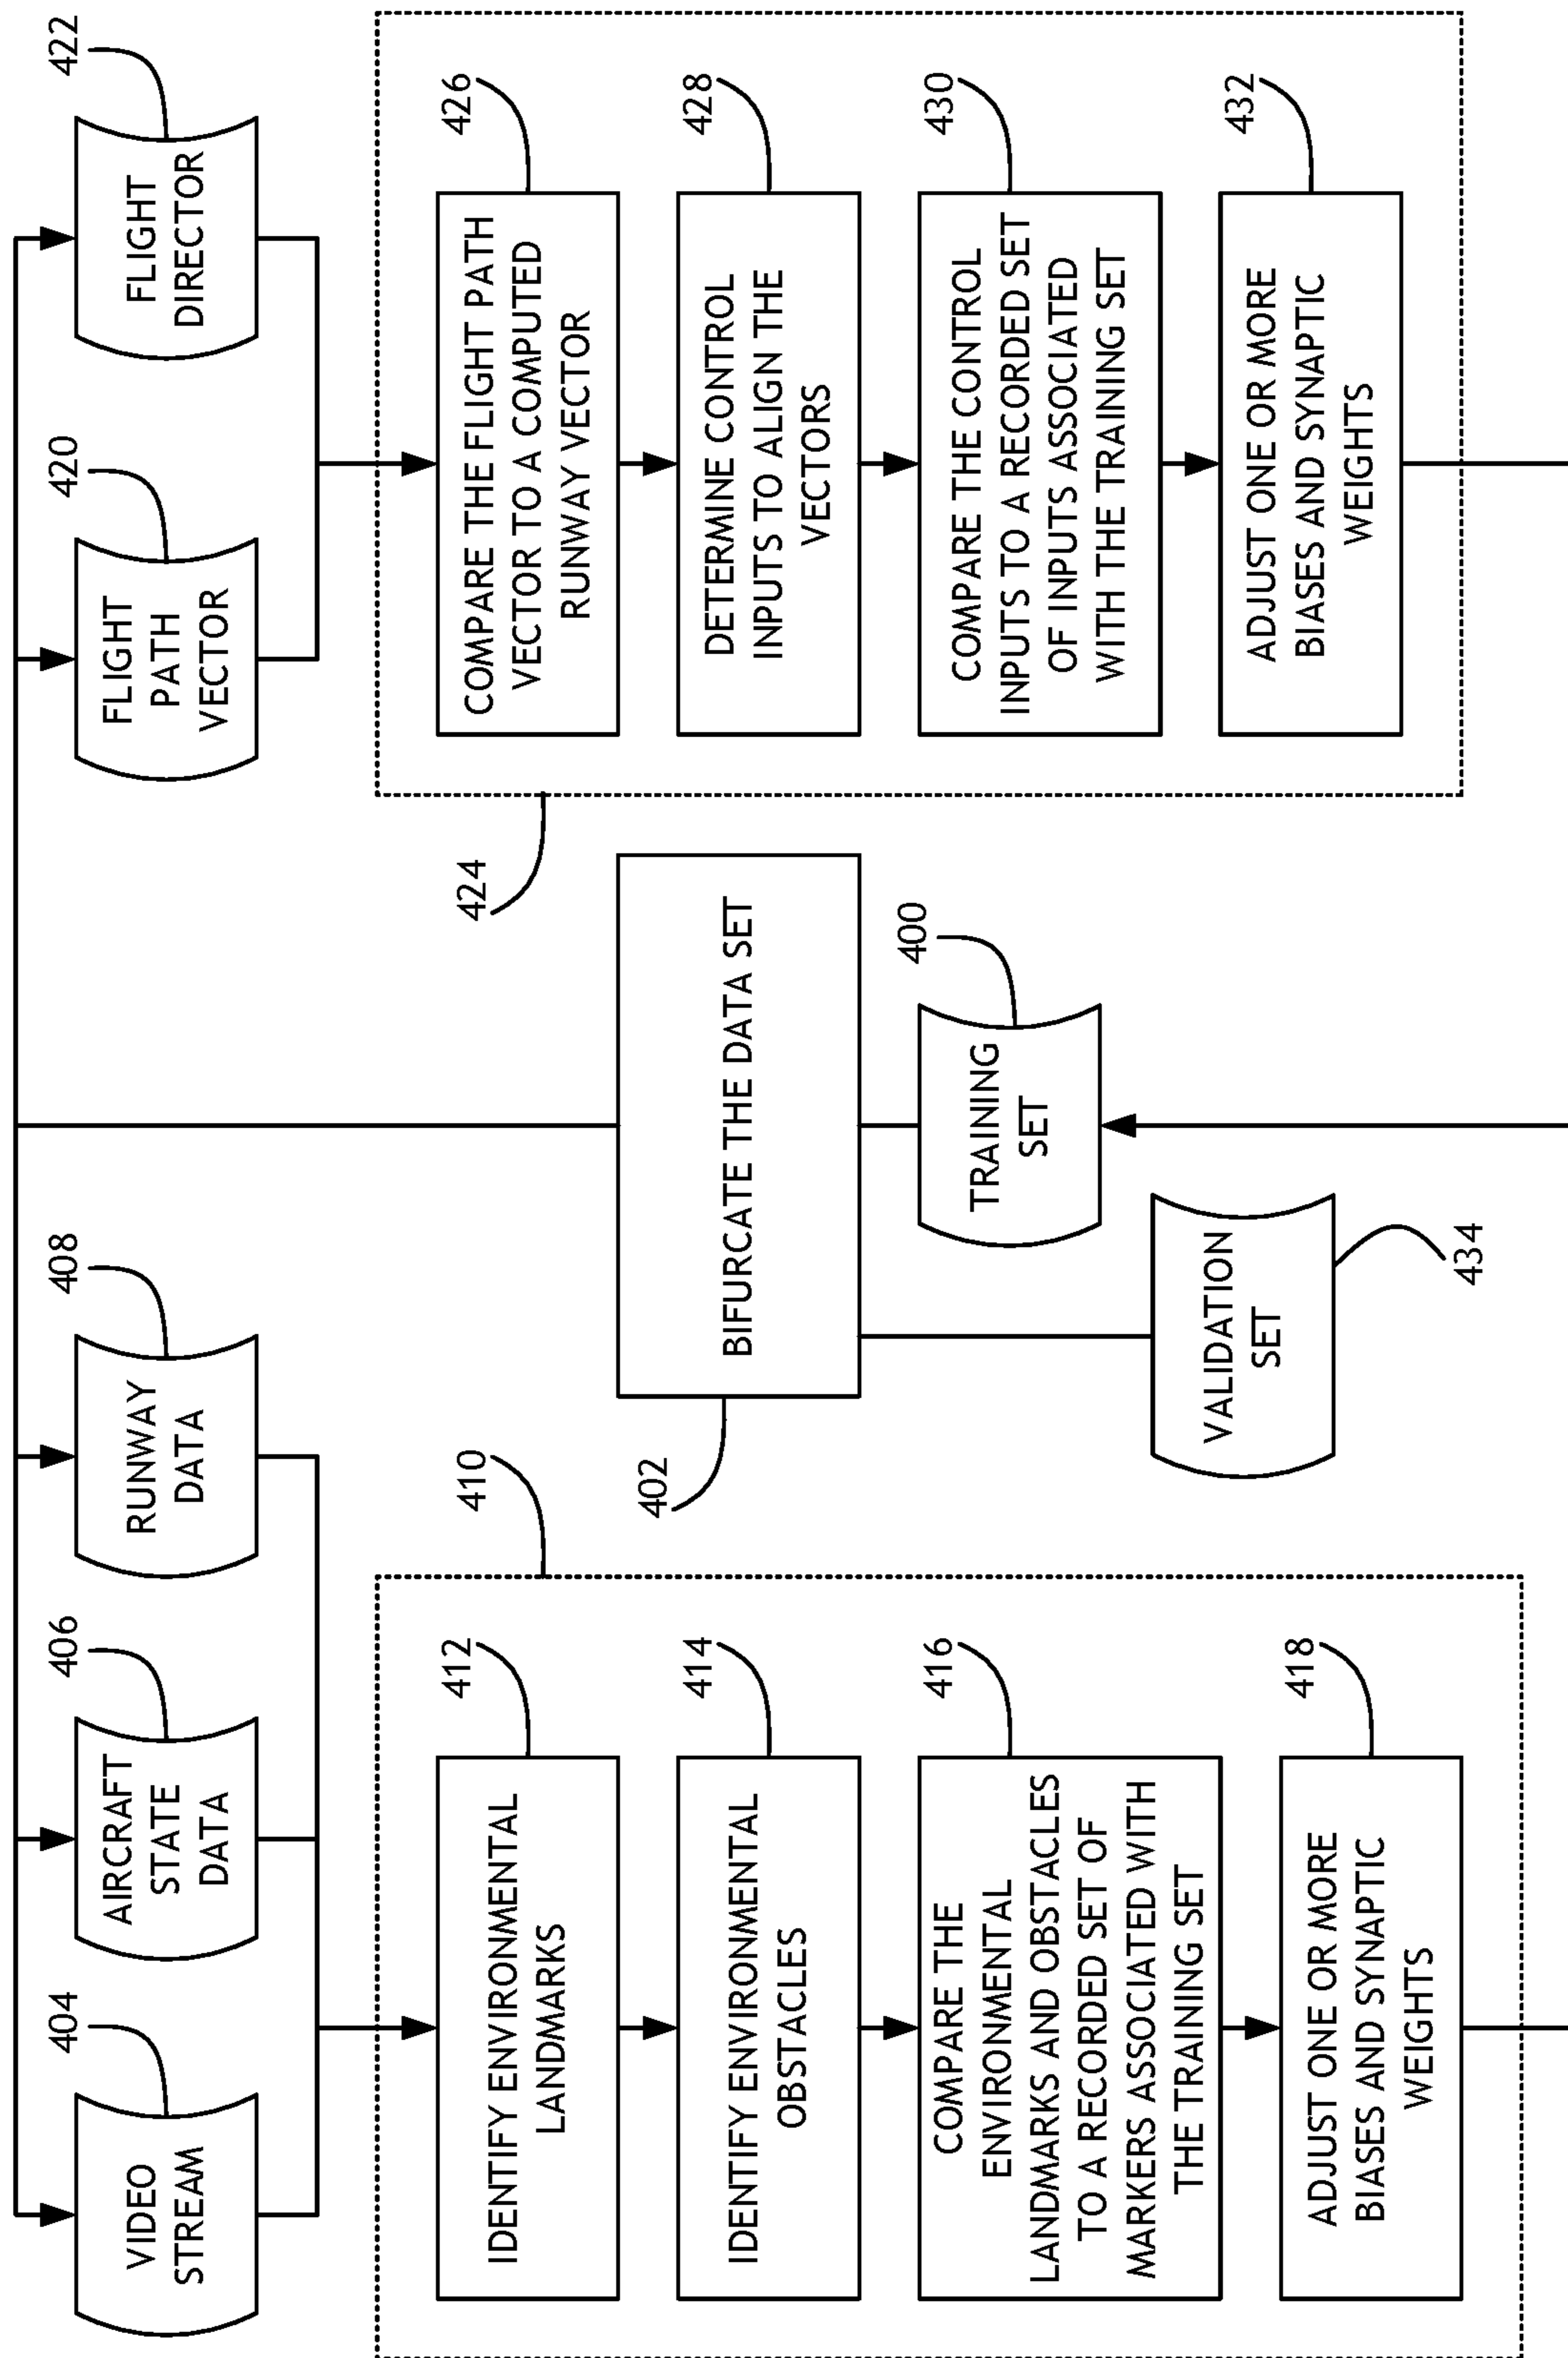 404
406
408
420
422
VIDEO
STREAM
AIRCRAFT
STATE
DATA
RUNWAY
DATA
FLIGHT
PATH
VECTOR
FLIGHT
DIRECTOR
410
412
IDENTIFY ENVIRONMENTAL
LANDMARKS
414
IDENTIFY ENVIRONMENTAL
OBSTACLES
416
COMPARE THE
ENVIRONMENTAL
LANDMARKS AND OBSTACLES
TO A RECORDED SET OF
MARKERS ASSOCIATED WITH
THE TRAINING SET
418
ADJUST ONE OR MORE
BIASES AND SYNAPTIC
WEIGHTS
402
BIFURCATE THE DATA SET
400
TRAINING
SET
VALIDATION
SET
434
424
426
COMPARE THE FLIGHT PATH
VECTOR TO A COMPUTED
RUNWAY VECTOR
428
DETERMINE CONTROL
INPUTS TO ALIGN THE
VECTORS
430
COMPARE THE CONTROL
INPUTS TO A RECORDED SET
OF INPUTS ASSOCIATED
WITH THE TRAINING SET
432
ADJUST ONE OR MORE
BIASES AND SYNAPTIC
WEIGHTS